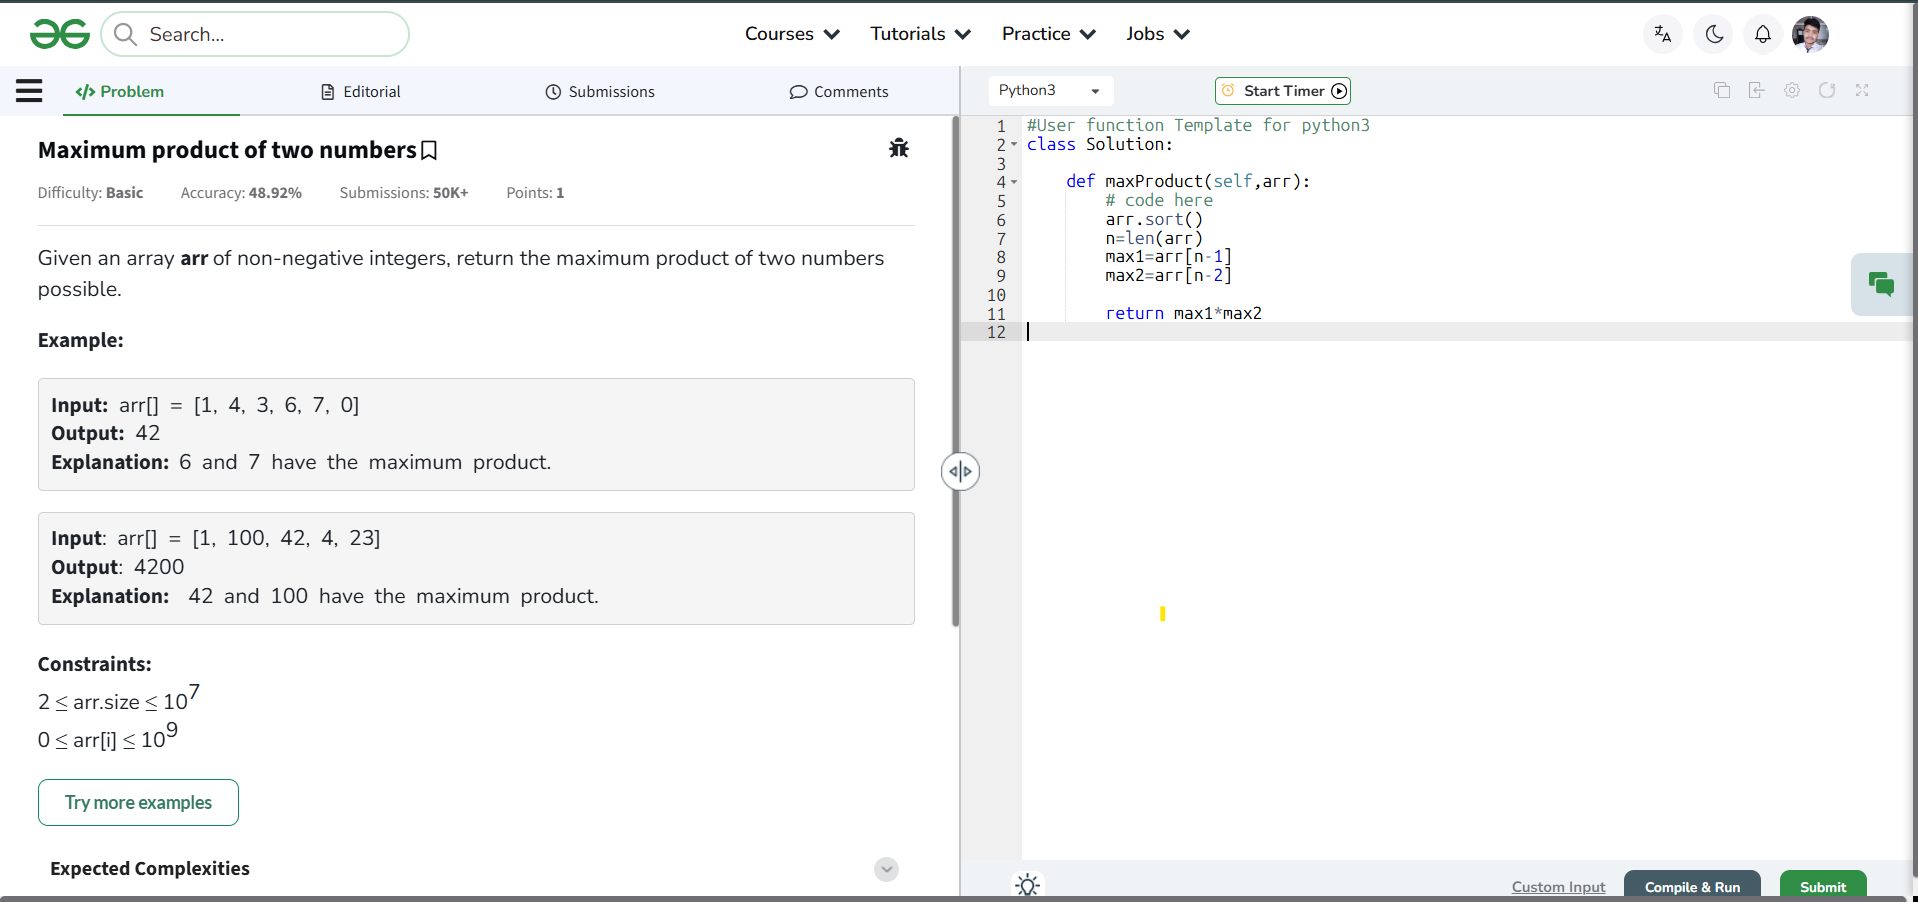 Search...
Courses
Tutorials
Practice
Jobs
</> Problem
Editorial
Submissions
Comments
Python3
Start Timer
Maximum product of two numbers
Difficulty: Basic Accuracy: 48.92% Submissions: 50K+ Points: 1
Given an array arr of non-negative integers, return the maximum product of two numbers
possible.
Example:
Input: arr[] = [1, 4, 3, 6, 7, 0]
Output: 42
Explanation: 6 and 7 have the maximum product.
Input: arr[] = [1, 100, 42, 4, 23]
Output: 4200
Explanation: 42 and 100 have the maximum product.
Constraints:
2 ≤ arr.size ≤ 10^7
0 ≤ arr[i] ≤ 10^9
Try more examples
Expected Complexities
1 #User function Template for python3
2 class Solution:
3
4     def maxProduct(self,arr):
5         # code here
6         arr.sort()
7         n=len(arr)
8         max1=arr[n-1]
9         max2=arr[n-2]
10
11         return max1*max2
12
Custom Input
Compile & Run
Submit